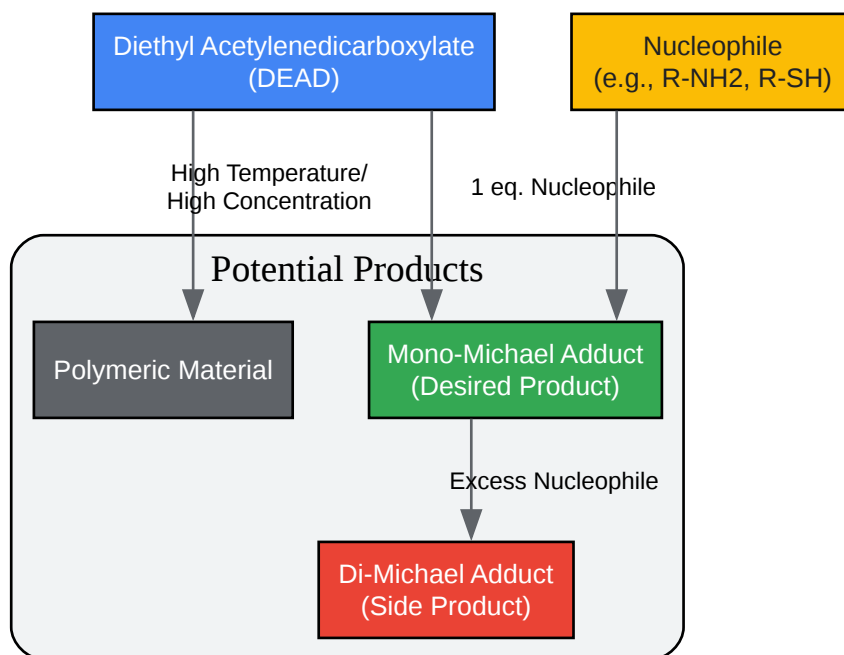 Diethyl Acetylenedicarboxylate
(DEAD)
Nucleophile
(e.g., R-NH2, R-SH)
High Temperature/
High Concentration
1 eq. Nucleophile
Potential Products
Polymeric Material
Mono-Michael Adduct
(Desired Product)
Excess Nucleophile
Di-Michael Adduct
(Side Product)